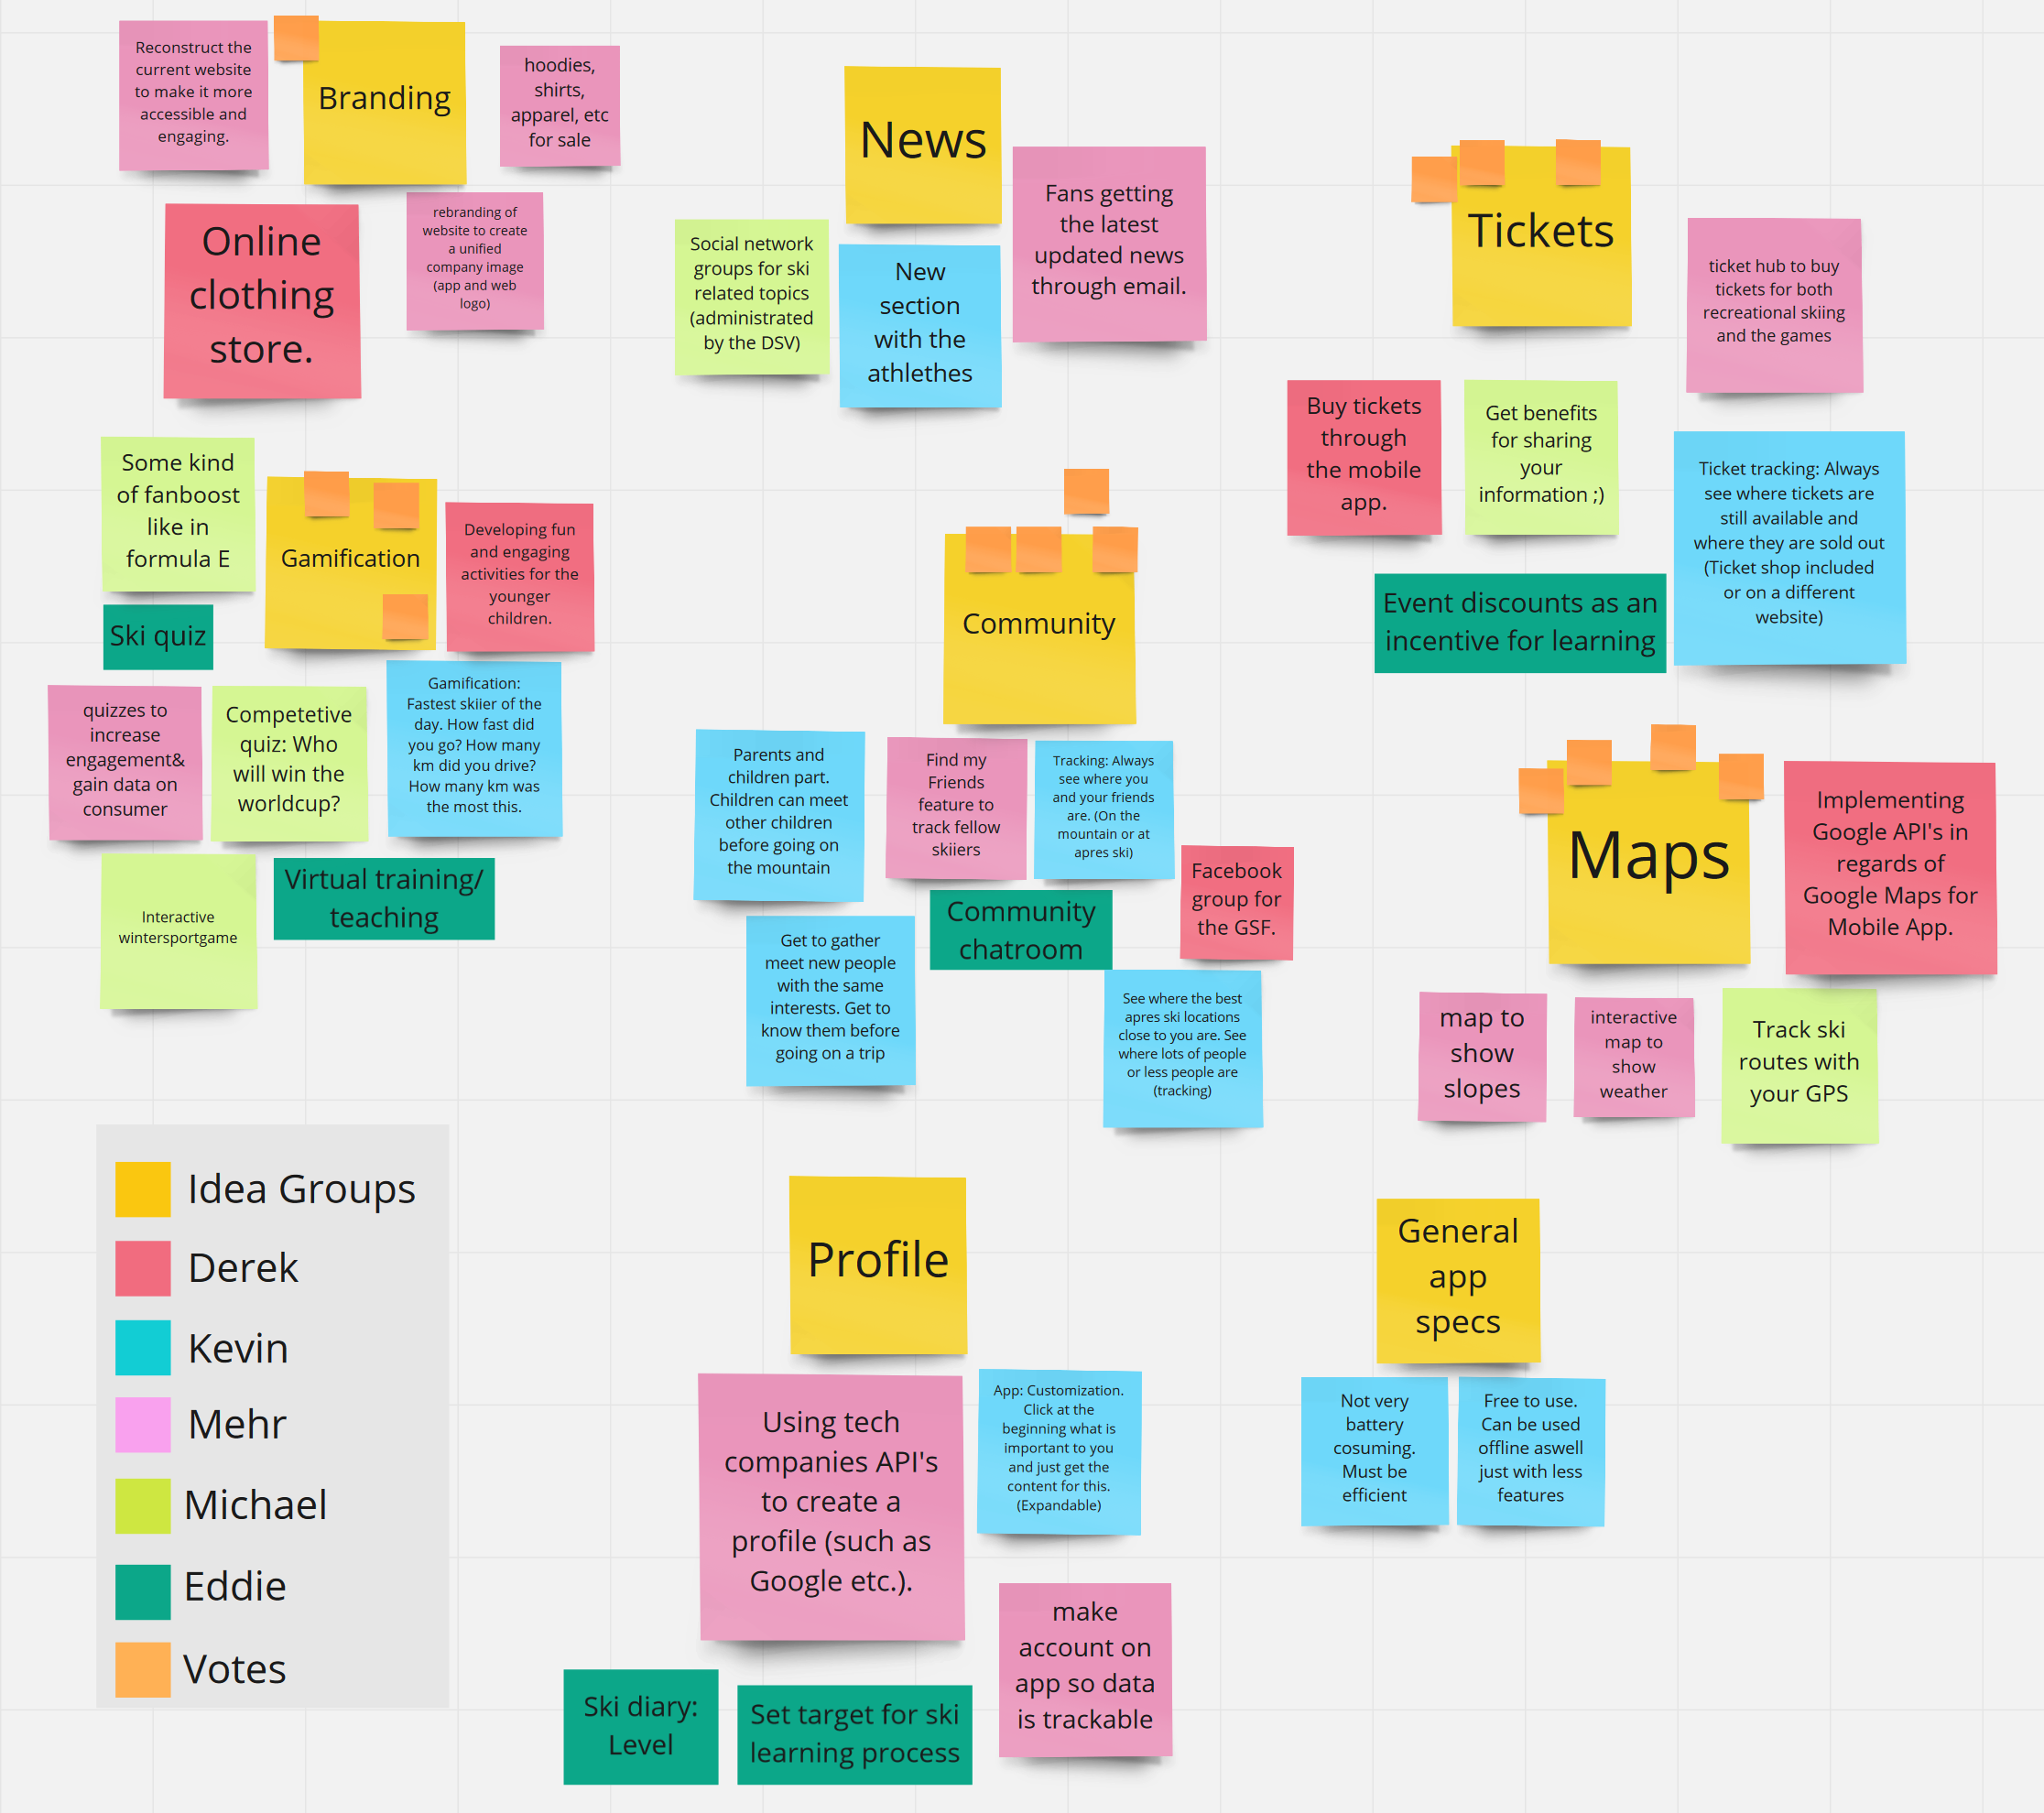 Reconstruct the
current website
to make it more
accessible and
engaging.
Branding
hoodies,
shirts,
apparel, etc
for sale
Online
clothing
store.
rebranding of
website to create
a unified
company image
(app and web
logo)
News
Social network
groups for ski
related topics
(administrated
by the DSV)
New
section
with the
athlethes
Fans getting
the latest
updated news
through email.
Tickets
ticket hub to buy
tickets for both
recreational skiing
and the games
Buy tickets
through
the mobile
app.
Get benefits
for sharing
your
information ;)
Ticket tracking: Always
see where tickets are
still available and
where they are sold out
(Ticket shop included
or on a different
website)
Event discounts as an
incentive for learning
Some kind
of fanboost
like in
formula E
Gamification
Developing fun
and engaging
activities for the
younger
children.
Ski quiz
quizzes to
increase
engagement&
gain data on
consumer
Competetive
quiz: Who
will win the
worldcup?
Gamification:
Fastest skiier of the
day. How fast did
you go? How many
km did you drive?
How many km was
the most this.
Interactive
wintersportgame
Virtual training/
teaching
Community
Parents and
children part.
Children can meet
other children
before going on
the mountain
Find my
Friends
feature to
track fellow
skiiers
Tracking: Always
see where you
and your friends
are. (On the
mountain or at
apres ski)
Facebook
group for
the GSF.
Community
chatroom
Get to gather
meet new people
with the same
interests. Get to
know them before
going on a trip
See where the best
apres ski locations
close to you are. See
where lots of people
or less people are
(tracking)
Maps
Implementing
Google API's in
regards of
Google Maps for
Mobile App.
map to
show
slopes
interactive
map to
show
weather
Track ski
routes with
your GPS
Idea Groups
Derek
Kevin
Mehr
Michael
Eddie
Votes
Profile
Using tech
companies API's
to create a
profile (such as
Google etc.).
App: Customization.
Click at the
beginning what is
important to you
and just get the
content for this.
(Expandable)
make
account on
app so data
is trackable
Ski diary:
Level
Set target for ski
learning process
General
app
specs
Not very
battery
cosuming.
Must be
efficient
Free to use.
Can be used
offline aswell
just with less
features